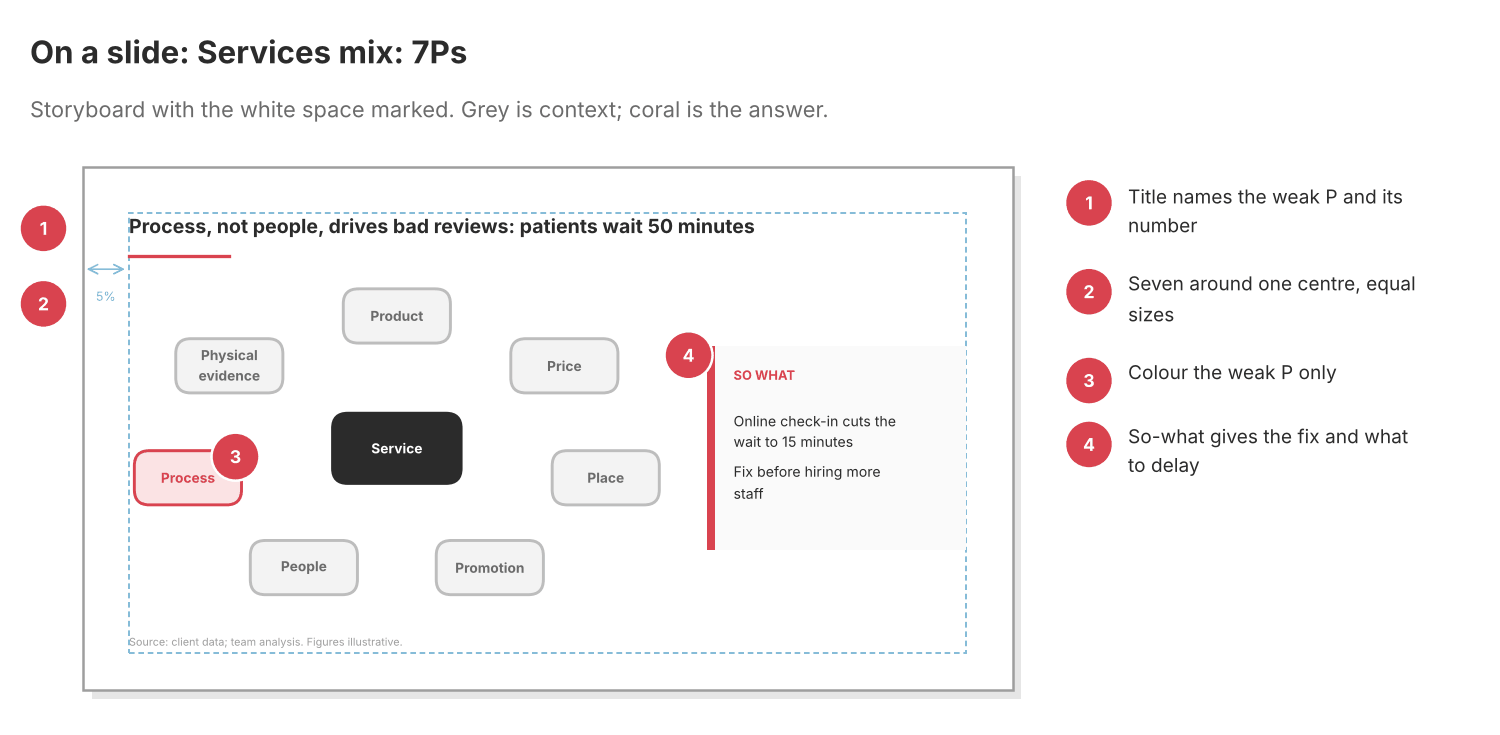 On a slide: Services mix: 7Ps
Storyboard with the white space marked. Grey is context; coral is the answer.
1
2
5%
Process, not people, drives bad reviews: patients wait 50 minutes
Product
Physical
evidence
Price
Service
Process
3
Place
People
Promotion
4
SO WHAT
Online check-in cuts the
wait to 15 minutes
Fix before hiring more
staff
Source: client data; team analysis. Figures illustrative.
1
Title names the weak P and its
number
2
Seven around one centre, equal
sizes
3
Colour the weak P only
4
So-what gives the fix and what
to delay